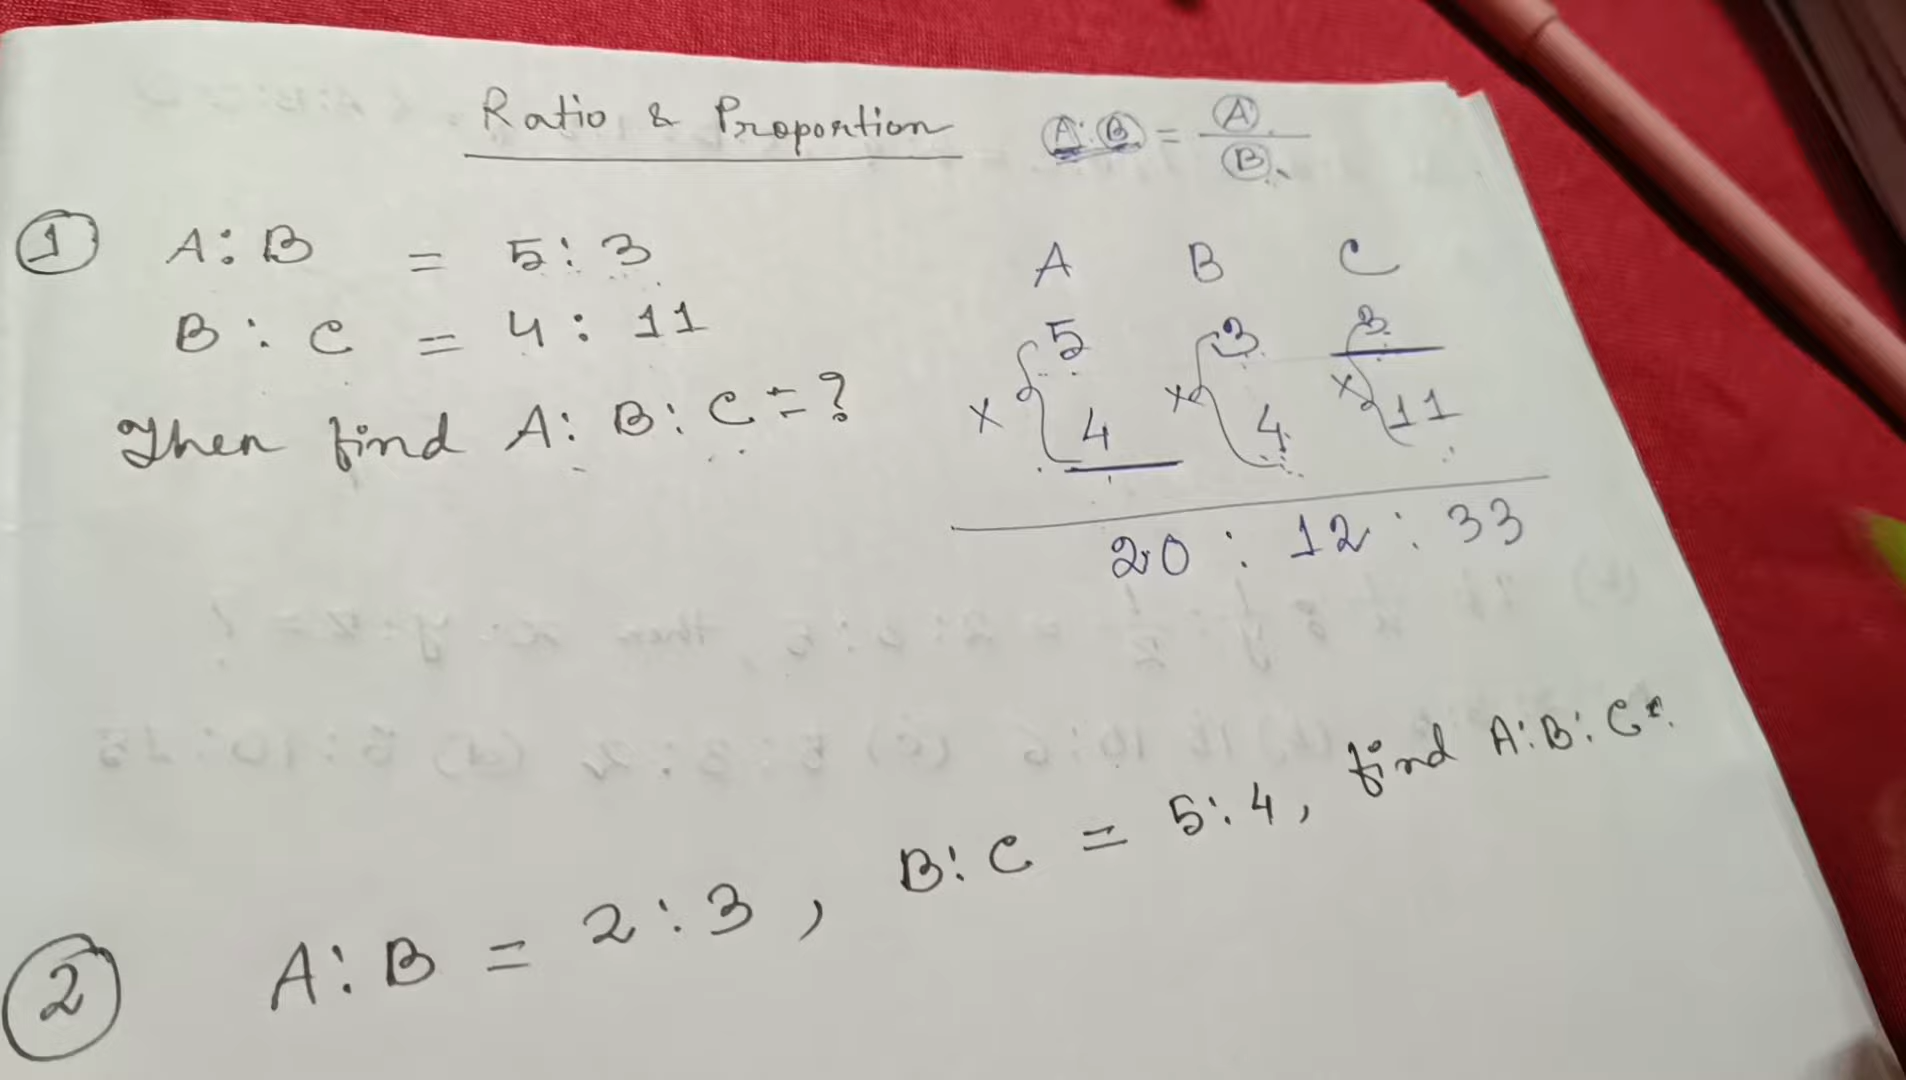 Ratio & Proportion
A:B = A/B
1 A:B = 5:3
B:C = 4:11
Then find A:B:C=?
A B C
5 3 3
× 4 × 4 × 11
20 : 12 : 33
2 A:B = 2:3, B:C = 5:4, find A:B:C